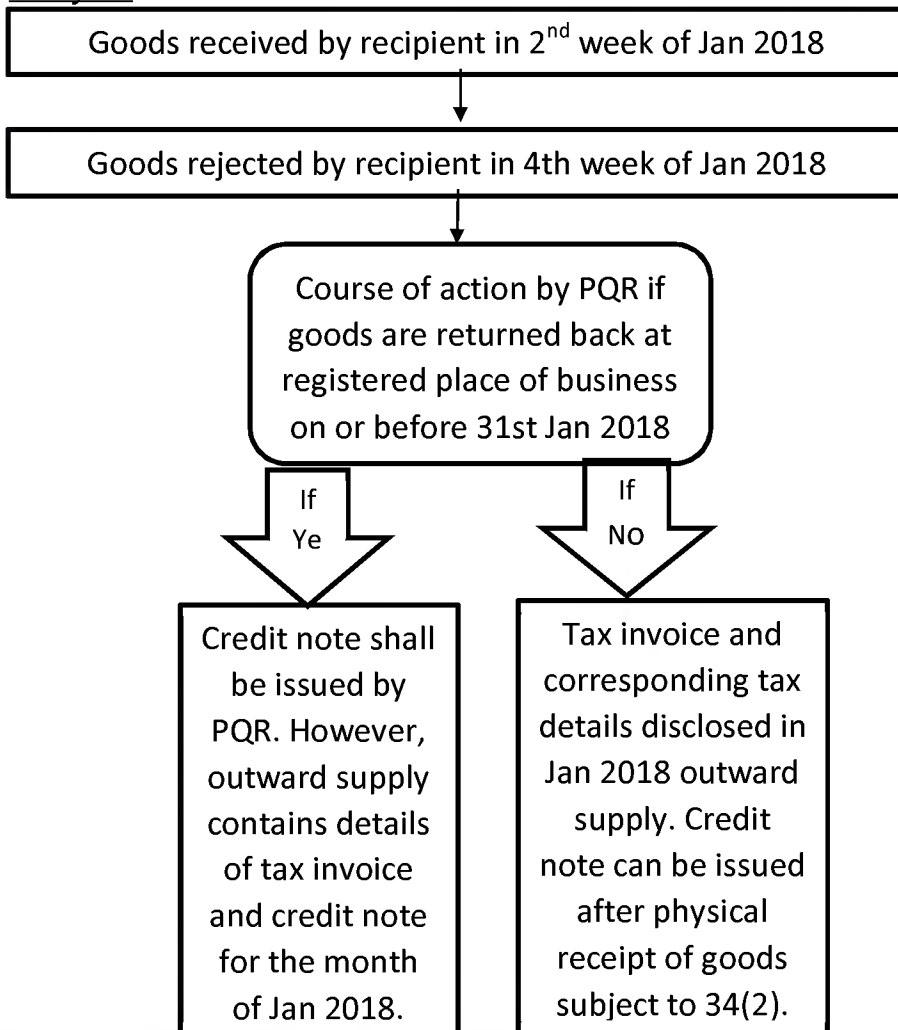 Goods received by recipient in 2nd week of Jan 2018
Goods rejected by recipient in 4th week of Jan 2018
Course of action by PQR if
goods are returned back at
registered place of business
on or before 31st Jan 2018
If
Ye
If
No
Credit note shall
be issued by
PQR. However,
outward supply
contains details
of tax invoice
and credit note
for the month
of Jan 2018.
Tax invoice and
corresponding tax
details disclosed in
Jan 2018 outward
supply. Credit
note can be issued
after physical
receipt of goods
subject to 34(2).